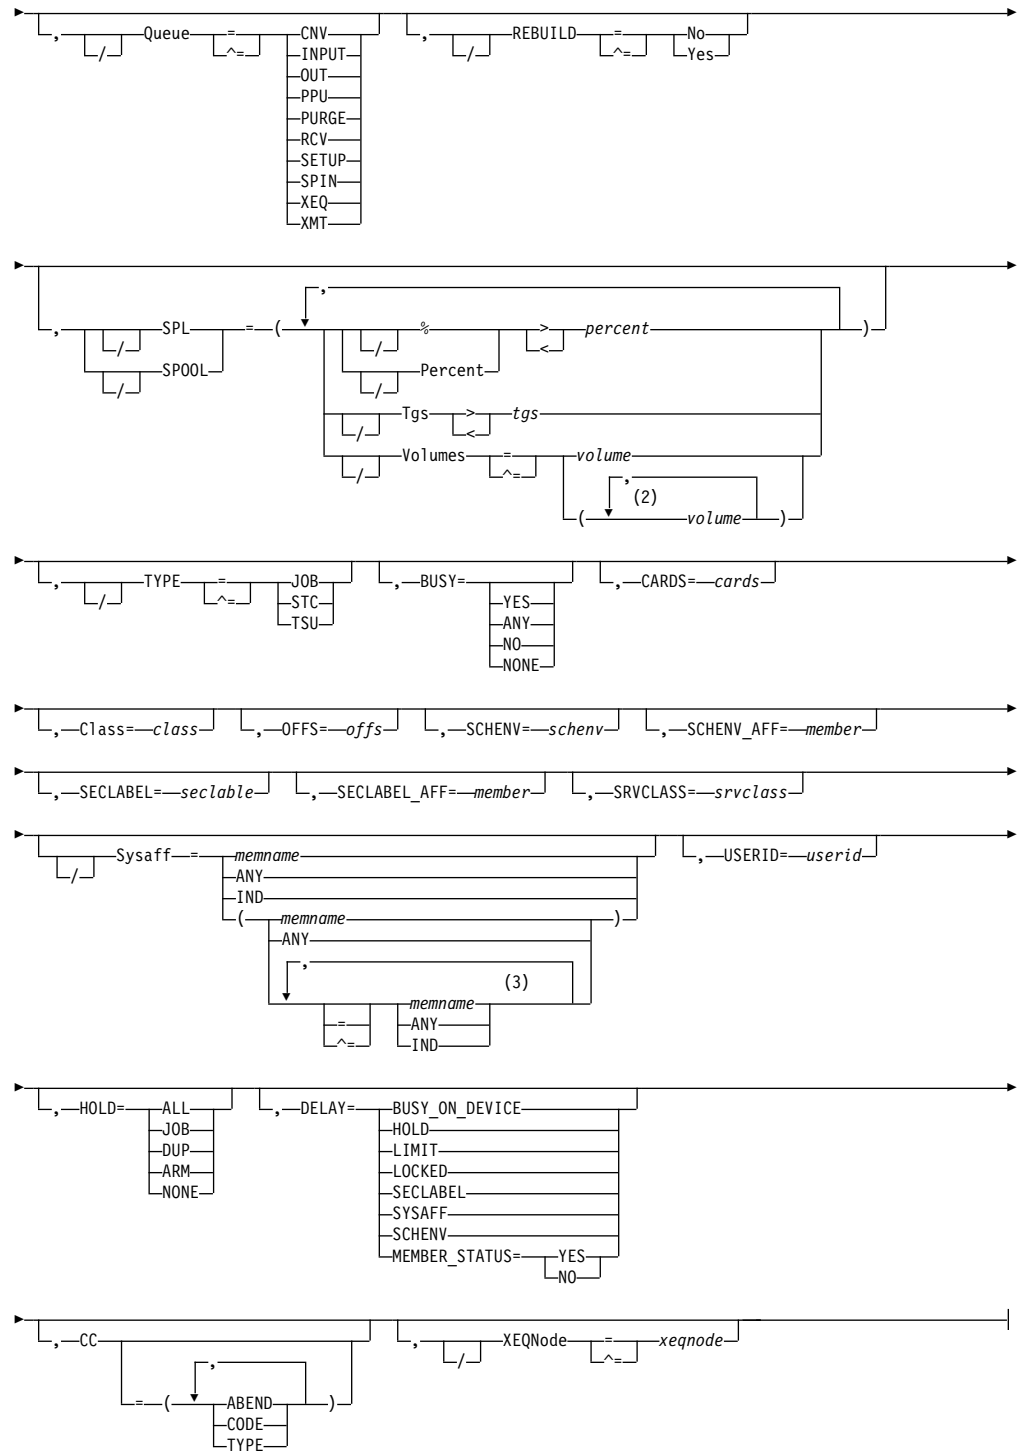 , / Queue = CNV , / REBUILD = No
^= INPUT ^= Yes
OUT
PPU
PURGE
RCV
SETUP
SPIN
XEQ
XMT
,
, / SPL = ( / % > percent )
/ SPOOL / Percent <
/ Tgs > tgs
<
/ Volumes = volume
^= ,
(2)
( volume )
, / TYPE = JOB , BUSY= , CARDS= cards
^= STC YES
TSU ANY
NO
NONE
, Class= class , OFFS= offs , SCHENV= schenv , SCHENV_AFF= member
, SECLABEL= seclable , SECLABEL_AFF= member , SRVCLASS= srvclass
/ Sysaff = memname , USERID= userid
ANY
IND
( memname )
ANY
,
(3)
memname
= ANY
^= IND
, HOLD= ALL , DELAY= BUSY_ON_DEVICE
JOB HOLD
DUP LIMIT
ARM LOCKED
NONE SECLABEL
SYSAFF
SCHENV
MEMBER_STATUS= YES
NO
, CC , / XEQNode = xeqnode
^=
,
= ( ABEND )
CODE
TYPE